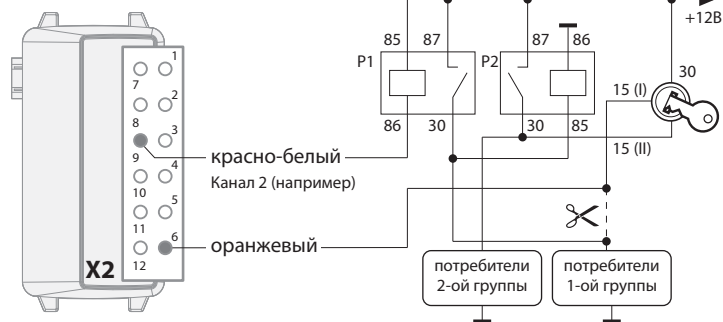 +12В
85 87
87 86
P1
P2
30
15 (I)
86 30
30 85
15 (II)
1
7
2
8
3
9
4
10
5
11
6
12
X2
красно-белый
Канал 2 (например)
оранжевый
потребители
2-ой группы
потребители
1-ой группы